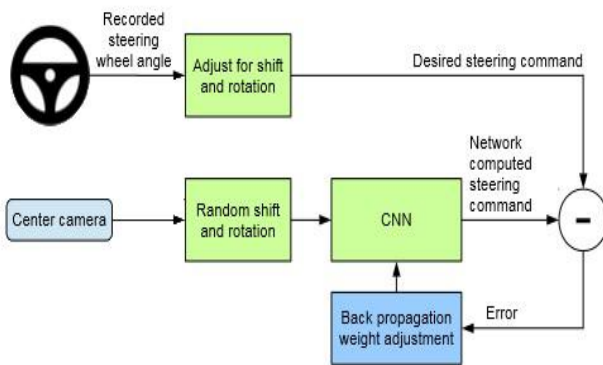 Recorded
steering
wheel angle
Adjust for shift
and rotation
Desired steering command
Network
computed
steering
command
Center camera
Random shift
and rotation
CNN
-
Back propagation
weight adjustment
Error